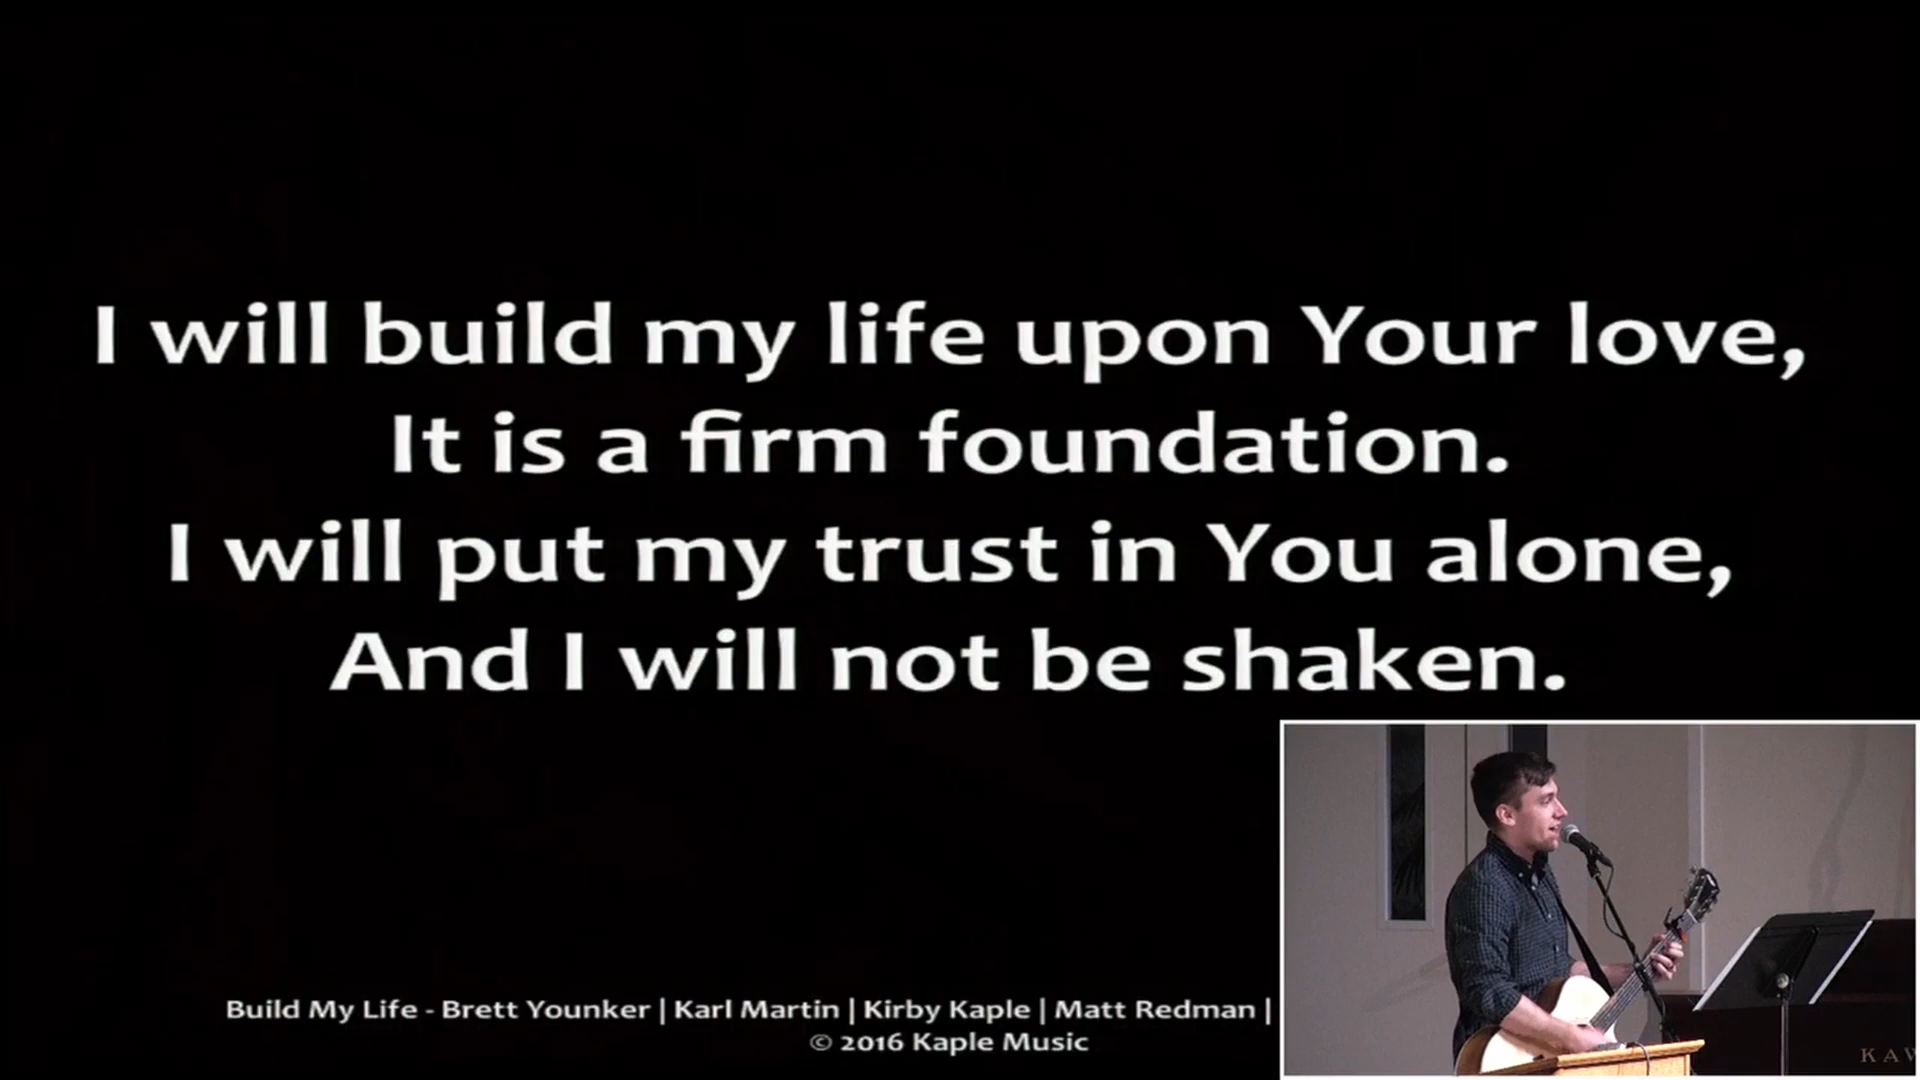 I will build my life upon Your love,
It is a firm foundation.
I will put my trust in You alone,
And I will not be shaken.
Build My Life - Brett Younker | Karl Martin | Kirby Kaple | Matt Redman |
© 2016 Kaple Music